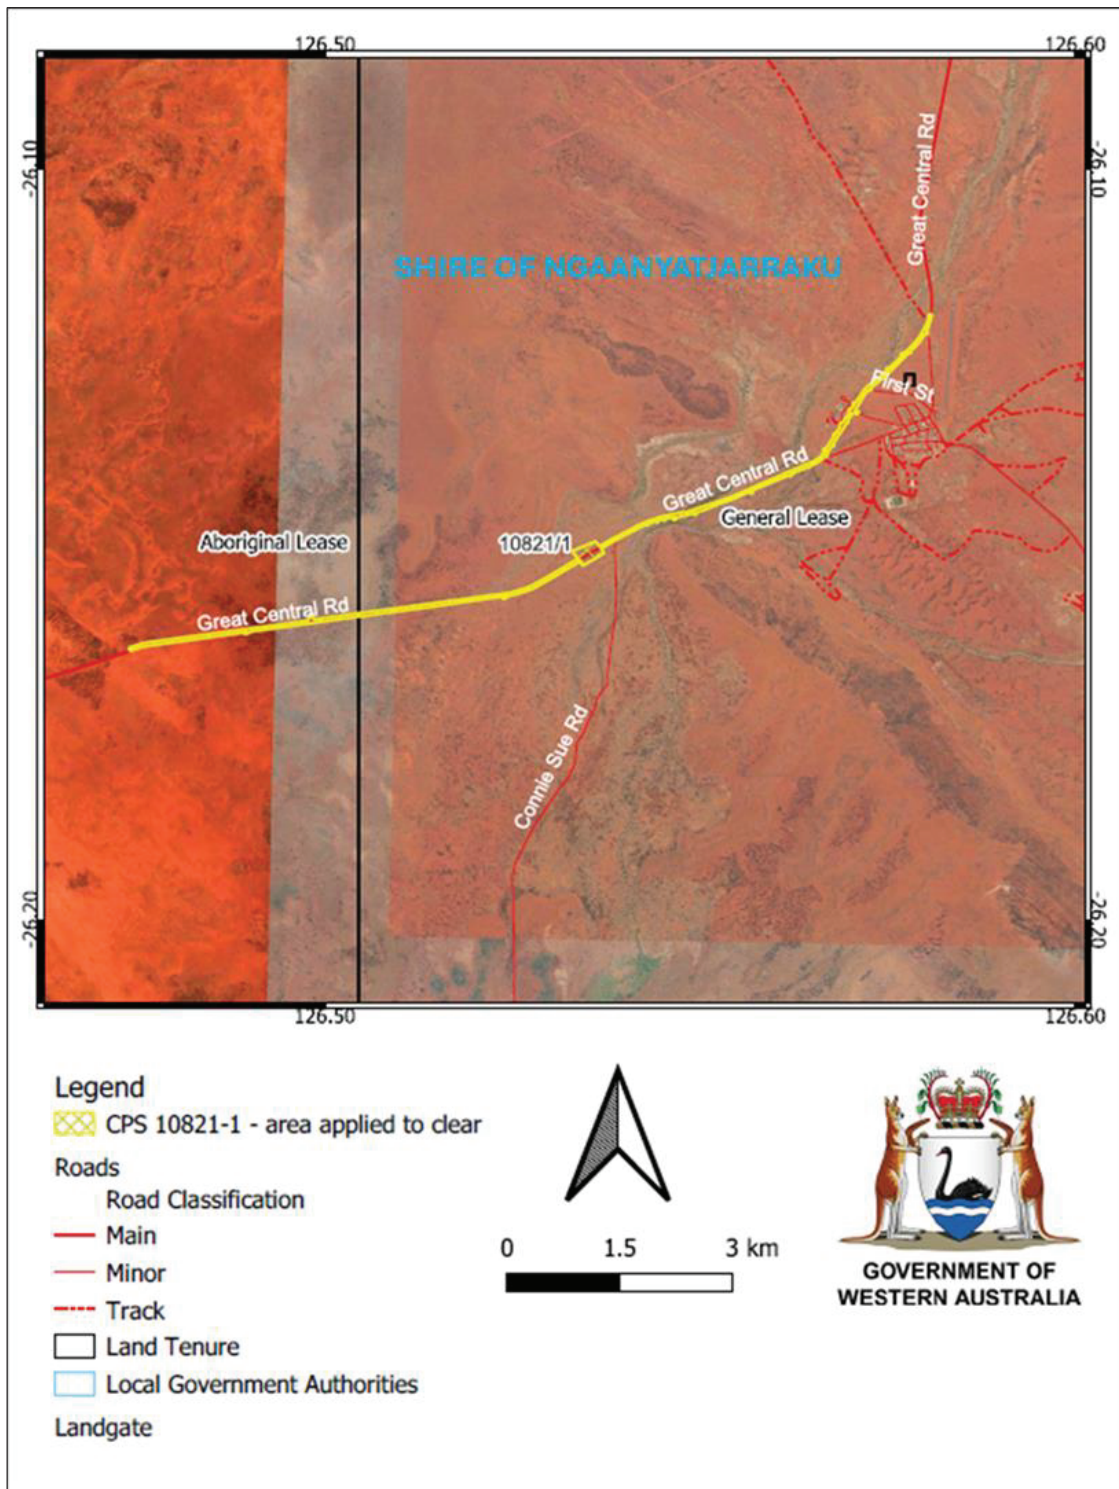 126.50 126.60
-26.10 -26.10
Great Central Rd
SHIRE OF NGAANYATJARRAKU
First St
Great Central Rd
General Lease
10821/1
Aboriginal Lease
Great Central Rd
Connie Sue Rd
-26.20 -26.20
126.50 126.60
Legend
CPS 10821-1 - area applied to clear
Roads
Road Classification
Main
Minor
Track
Land Tenure
Local Government Authorities
Landgate
0 1.5 3 km
GOVERNMENT OF
WESTERN AUSTRALIA